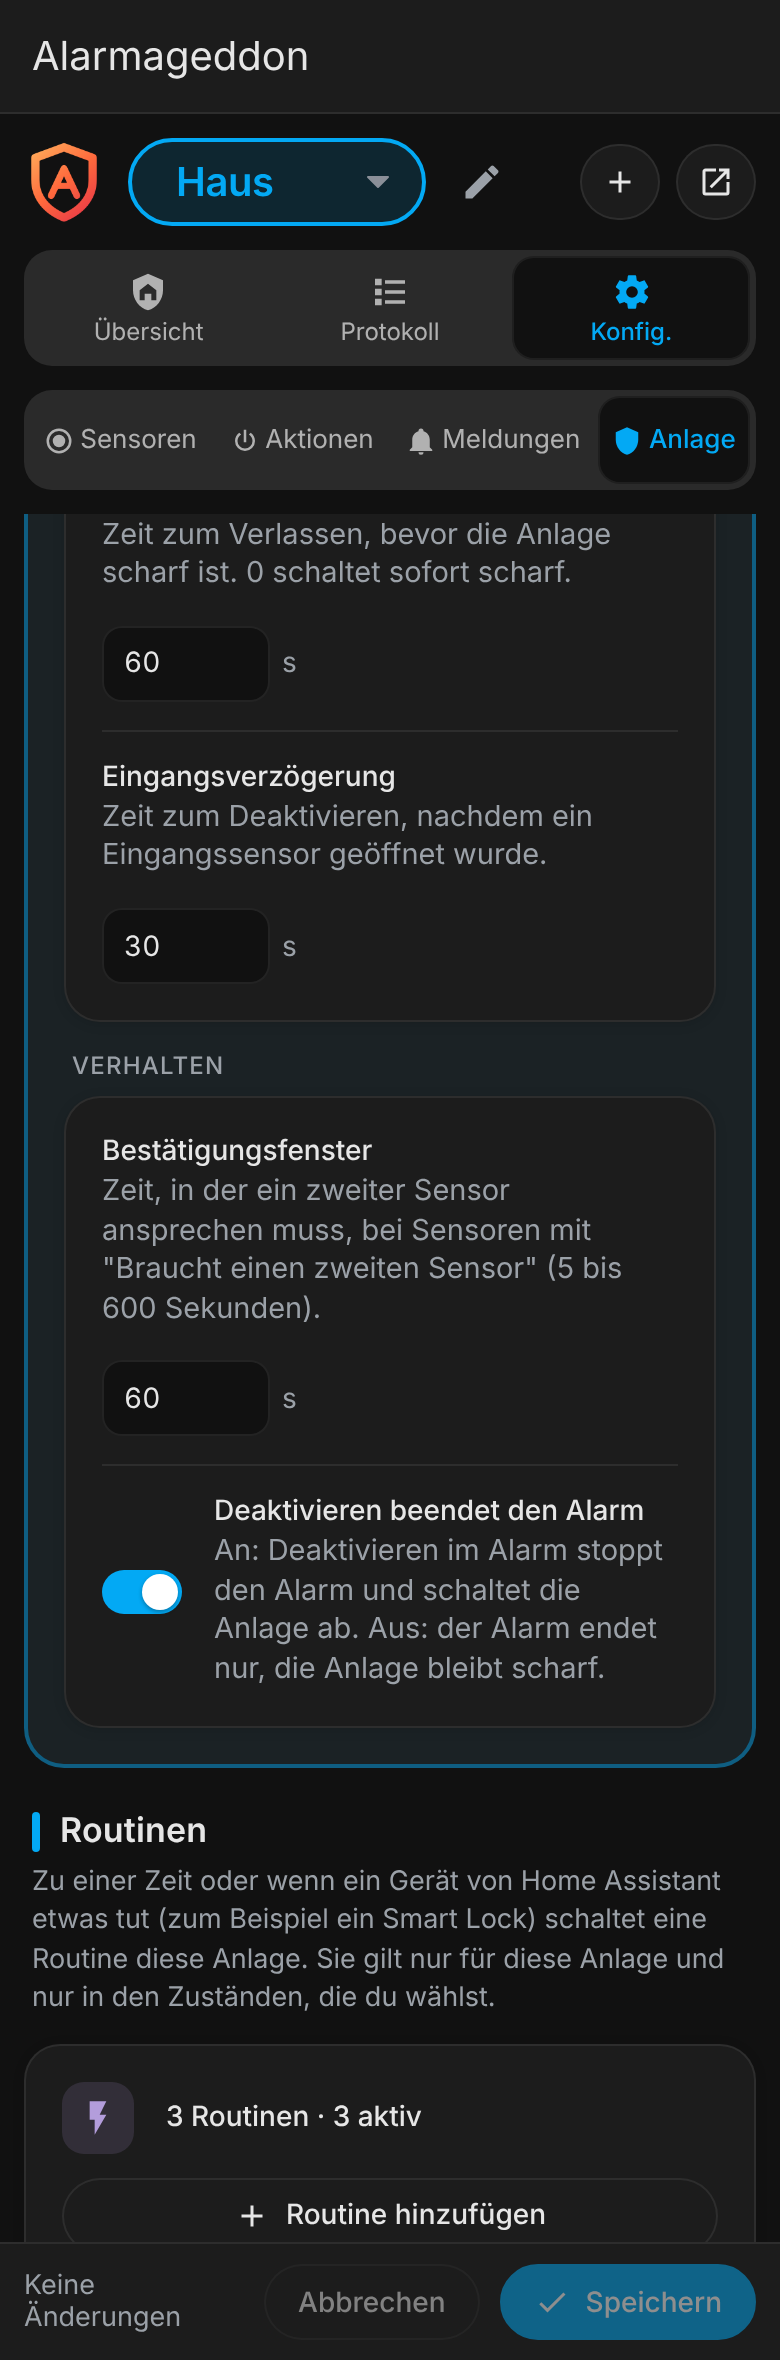 Alarmageddon
Haus
Übersicht
Protokoll
Konfig.
Sensoren
Aktionen
Meldungen
Anlage
Zeit zum Verlassen, bevor die Anlage
scharf ist. 0 schaltet sofort scharf.
60 s
Eingangsverzögerung
Zeit zum Deaktivieren, nachdem ein
Eingangssensor geöffnet wurde.
30 s
VERHALTEN
Bestätigungsfenster
Zeit, in der ein zweiter Sensor
ansprechen muss, bei Sensoren mit
"Braucht einen zweiten Sensor" (5 bis
600 Sekunden).
60 s
Deaktivieren beendet den Alarm
An: Deaktivieren im Alarm stoppt
den Alarm und schaltet die
Anlage ab. Aus: der Alarm endet
nur, die Anlage bleibt scharf.
Routinen
Zu einer Zeit oder wenn ein Gerät von Home Assistant
etwas tut (zum Beispiel ein Smart Lock) schaltet eine
Routine diese Anlage. Sie gilt nur für diese Anlage und
nur in den Zuständen, die du wählst.
3 Routinen · 3 aktiv
Routine hinzufügen
Keine
Änderungen
Abbrechen
Speichern